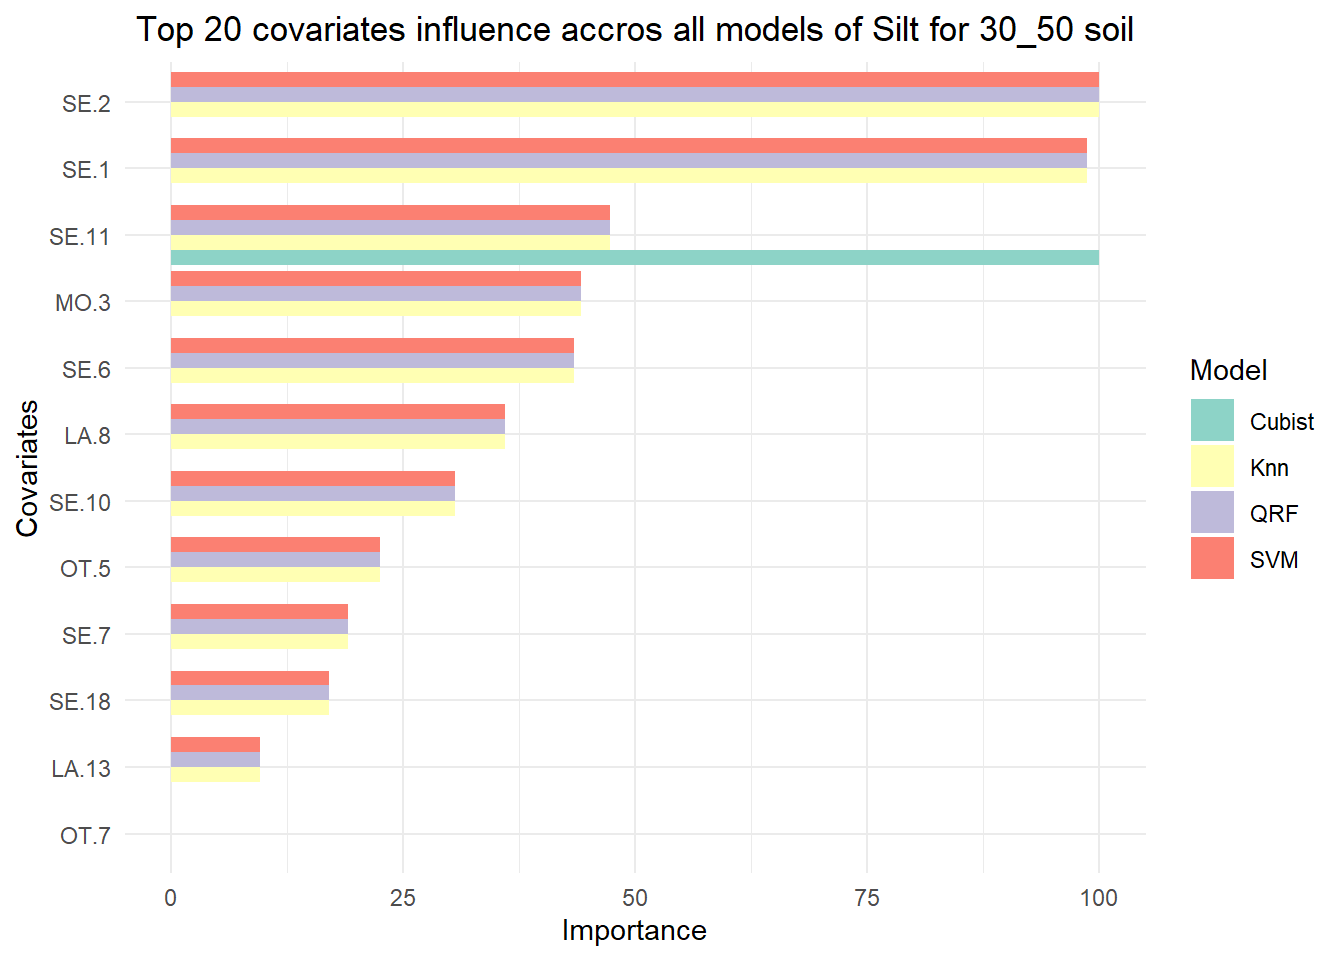 Top 20 covariates influence accros all models of Silt for 30_50 soil
SE.2
SE.1
SE.11
MO.3
SE.6
LA.8
SE.10
OT.5
SE.7
SE.18
LA.13
OT.7
Covariates
0 25 50 75 100
Importance
Model
Cubist
Knn
QRF
SVM